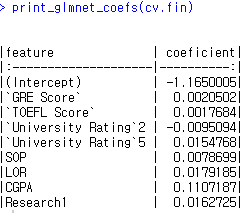 > print_glmnet_coefs(cv.fin)
|feature | coeficient|
|:--------------------|----------:|
|(Intercept) | -1.1650005|
|`GRE Score` | 0.0020502|
|`TOEFL Score` | 0.0017684|
|`University Rating`2 | -0.0095094|
|`University Rating`5 | 0.0154768|
|SOP | 0.0078699|
|LOR | 0.0179185|
|CGPA | 0.1107187|
|Research1 | 0.0162725|